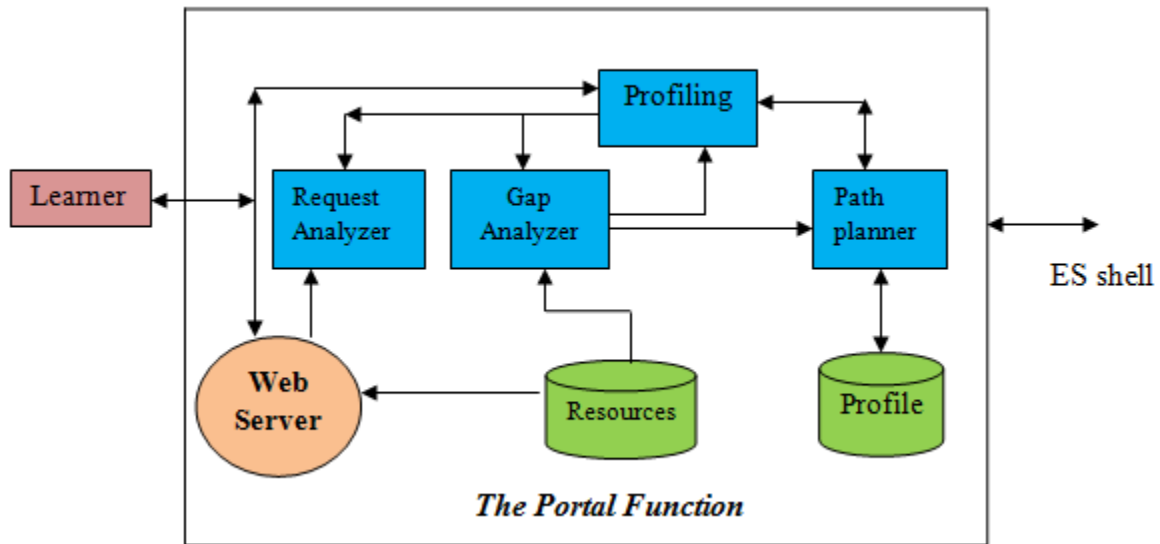 Profiling
Learner
Request
Analyzer
Gap
Analyzer
Path
planner
ES shell
Web
Server
Resources
Profile
The Portal Function